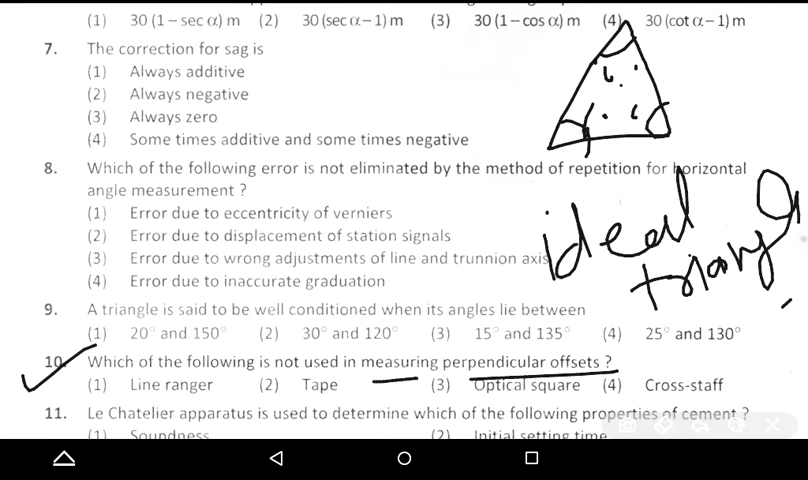 (1) 30 (1 – sec α) m (2) 30 (sec α – 1) m (3) 30 (1 – cos α) m (4) 30 (cot α – 1) m
7. The correction for sag is
(1) Always additive
(2) Always negative
(3) Always zero
(4) Some times additive and some times negative
8. Which of the following error is not eliminated by the method of repetition for horizontal
angle measurement ?
(1) Error due to eccentricity of verniers
(2) Error due to displacement of station signals
(3) Error due to wrong adjustments of line and trunnion axis
(4) Error due to inaccurate graduation
ideal
triang
9. A triangle is said to be well conditioned when its angles lie between
(1) 20° and 150° (2) 30° and 120° (3) 15° and 135° (4) 25° and 130°
10. Which of the following is not used in measuring perpendicular offsets ?
(1) Line ranger (2) Tape (3) Optical square (4) Cross-staff
11. Le Chatelier apparatus is used to determine which of the following properties of cement ?
(1) Soundness (2) Initial setting time